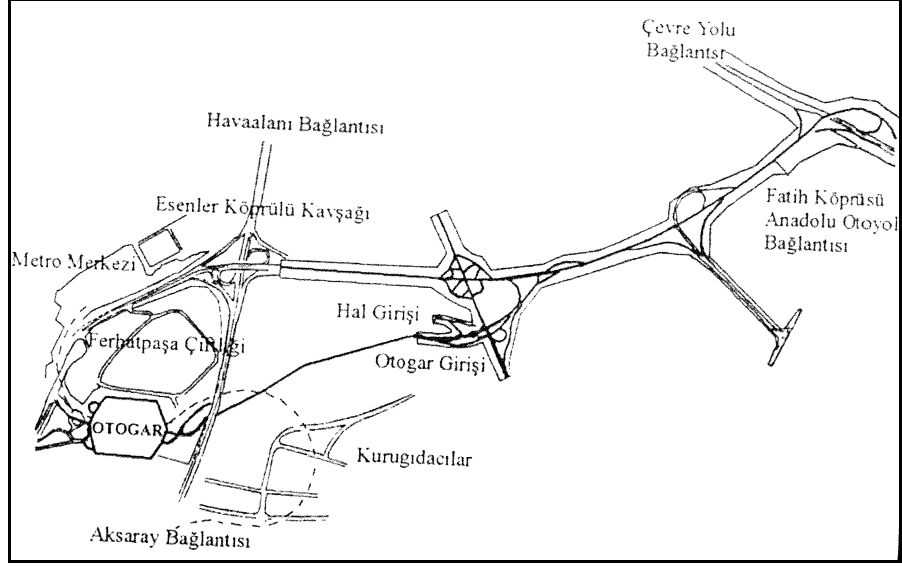 Çevre Yolu
Bağlantsı
Havaalanı Bağlantısı
Esenler Köprülü Kavşağı
Fatih Köprüsü
Anadolu Otoyol
Bağlantısı
Metro Merkezi
Hal Girişi
Ferhatpaşa Çiftliği
Otogar Girişi
OTOGAR
Kurugıdacılar
Aksaray Bağlantısı